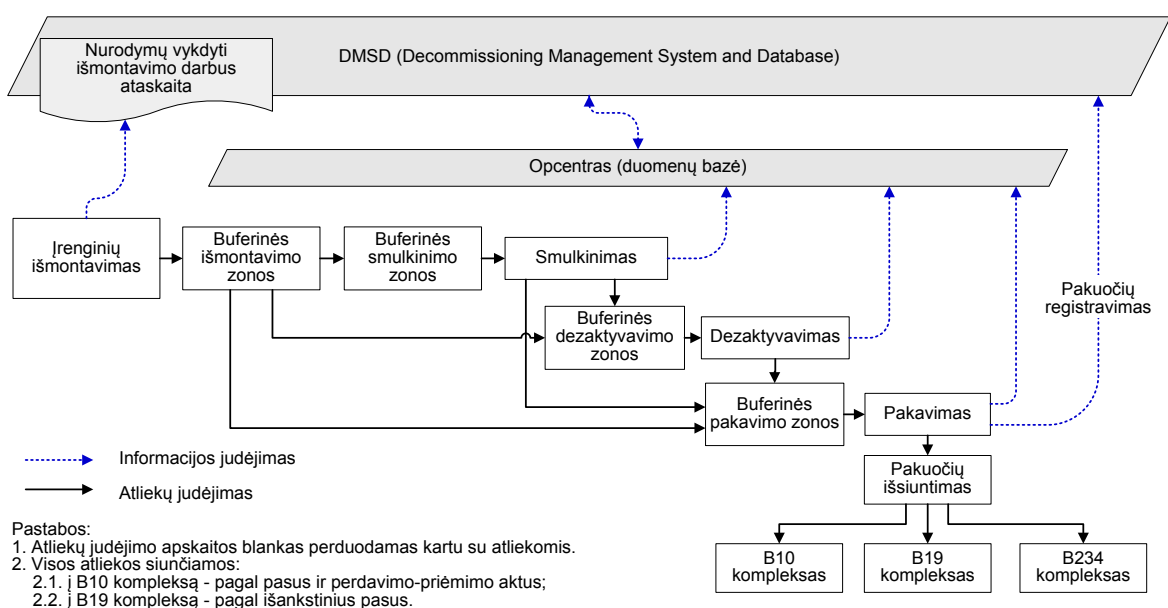 Nurodymų vykdyti
išmontavimo darbus
ataskaita
DMSD (Decommissioning Management System and Database)
Opcentras (duomenų bazė)
Įrenginių
išmontavimas
Buferinės
išmontavimo
zonos
Buferinės
smulkinimo
zonos
Smulkinimas
Pakuočių
registravimas
Buferinės
dezaktyvavimo
zonos
Dezaktyvavimas
Buferinės
pakavimo zonos
Pakavimas
Informacijos judėjimas
Atliekų judėjimas
Pakuočių
išsiuntimas
B10
kompleksas
B19
kompleksas
B234
kompleksas
Pastabos:
1. Atliekų judėjimo apskaitos blankas perduodamas kartu su atliekomis.
2. Visos atliekos siunčiamos:
2.1. į B10 kompleksą - pagal pasus ir perdavimo-priėmimo aktus;
2.2. į B19 kompleksą - pagal išankstinius pasus.